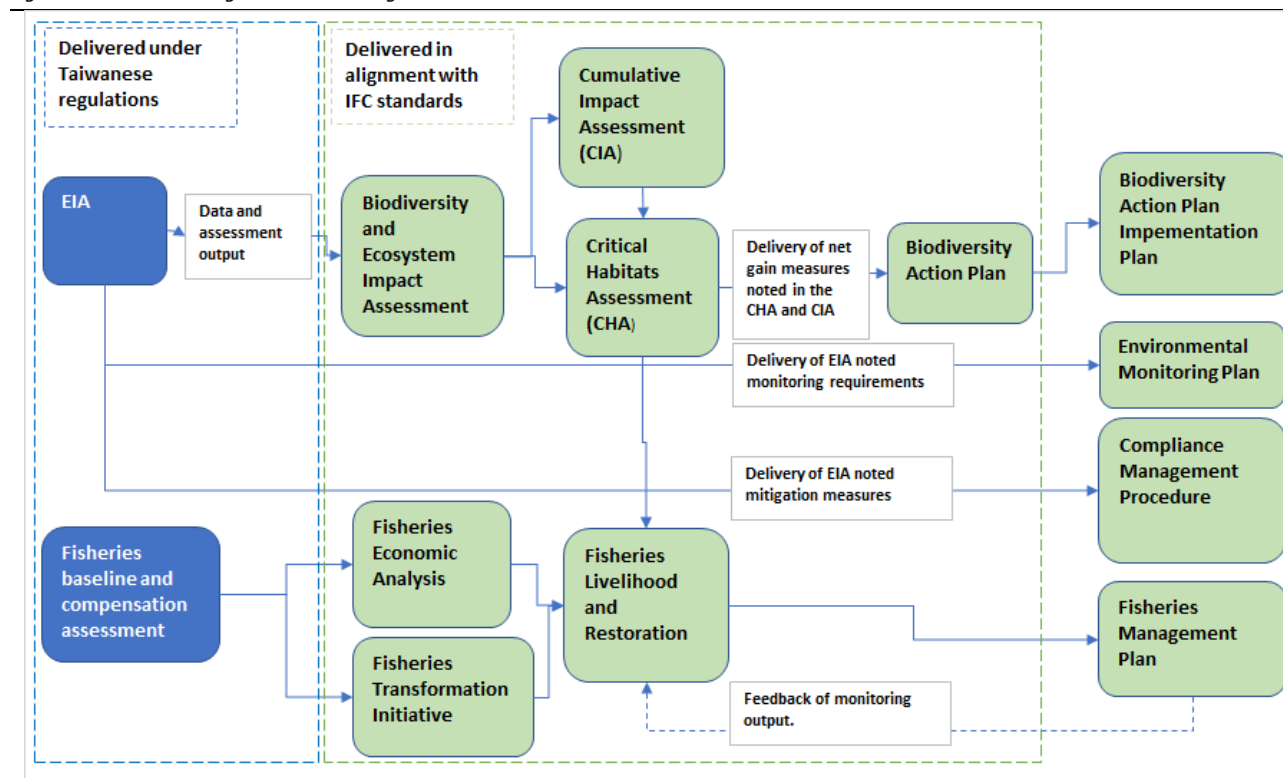 Delivered under
Taiwanese
regulations
Delivered in
alignment with
IFC standards
Cumulative
Impact
Assessment
(CIA)
EIA
Data and
assessment
output
Biodiversity
and
Ecosystem
Impact
Assessment
Critical
Habitats
Assessment
(CHA)
Delivery of net
gain measures
noted in the
CHA and CIA
Biodiversity
Action Plan
Biodiversity
Action Plan
Impementation
Plan
Delivery of EIA noted
monitoring requirements
Environmental
Monitoring Plan
Delivery of EIA noted
mitigation measures
Compliance
Management
Procedure
Fisheries
baseline and
compensation
assessment
Fisheries
Economic
Analysis
Fisheries
Transformation
Initiative
Fisheries
Livelihood
and
Restoration
Fisheries
Management
Plan
Feedback of monitoring
output.